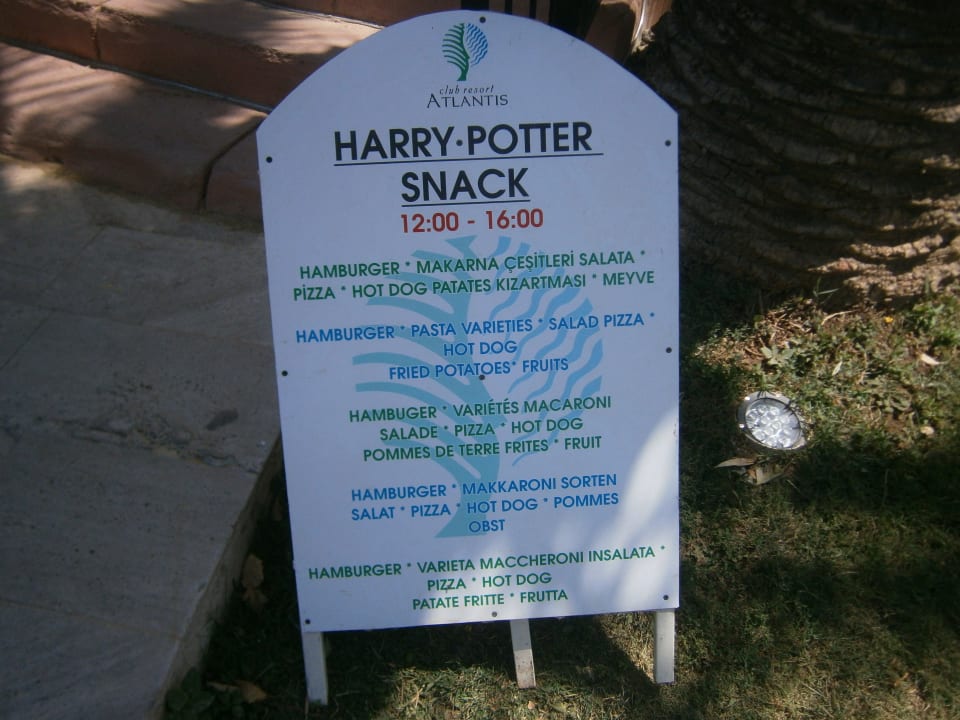 club resort
ATLANTIS
HARRY·POTTER
SNACK
12:00 - 16:00
HAMBURGER * MAKARNA ÇEŞİTLERİ SALATA *
PİZZA * HOT DOG PATATES KIZARTMASI * MEYVE
HAMBURGER * PASTA VARIETIES * SALAD PIZZA *
HOT DOG
FRIED POTATOES* FRUITS
HAMBUGER * VARIÉTÉS MACARONI
SALADE * PIZZA * HOT DOG
POMMES DE TERRE FRITES * FRUIT
HAMBURGER * MAKKARONI SORTEN
SALAT * PIZZA * HOT DOG * POMMES
OBST
HAMBURGER * VARIETA MACCHERONI INSALATA *
PIZZA * HOT DOG
PATATE FRITTE * FRUTTA